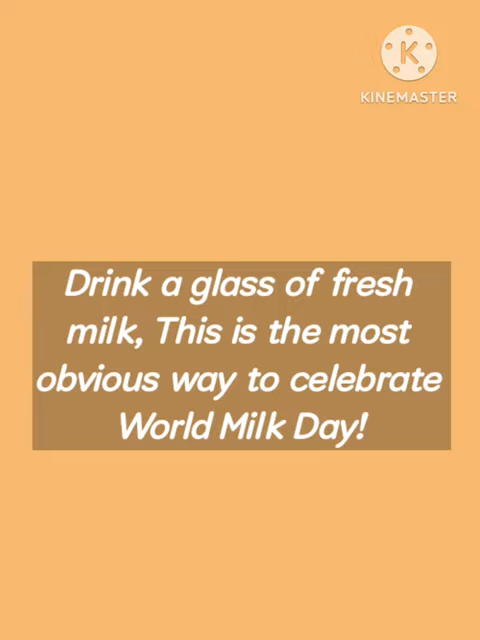 K
KINEMASTER
Drink a glass of fresh
milk, This is the most
obvious way to celebrate
World Milk Day!